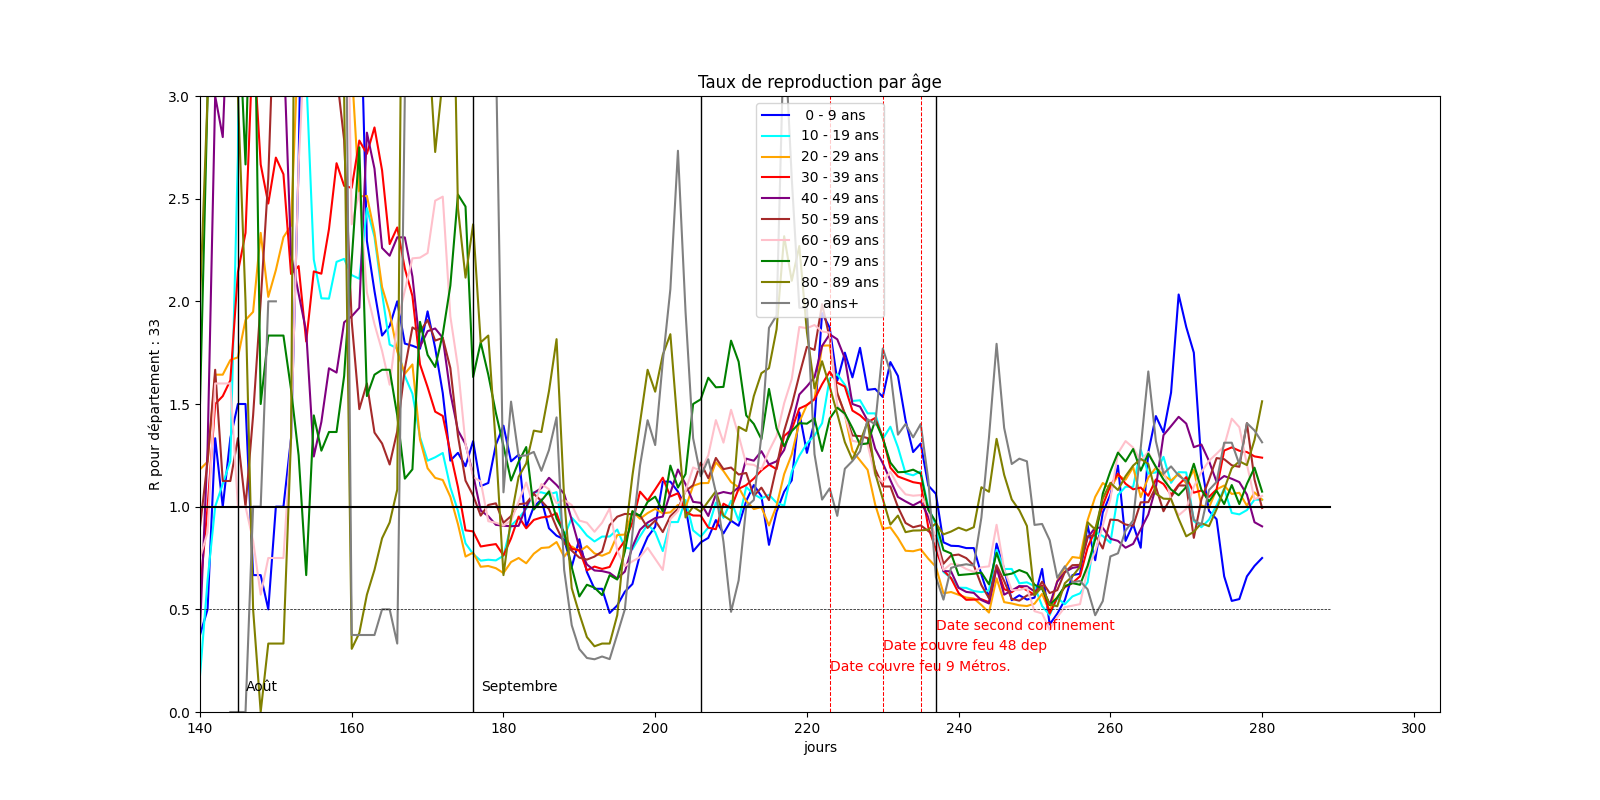 Taux de reproduction par âge
R pour département : 33
3.0
2.5
2.0
1.5
1.0
0.5
0.0
0 - 9 ans
10 - 19 ans
20 - 29 ans
30 - 39 ans
40 - 49 ans
50 - 59 ans
60 - 69 ans
70 - 79 ans
80 - 89 ans
90 ans+
Date second confinement
Date couvre feu 48 dep
Date couvre feu 9 Métros.
Août
Septembre
140 160 180 200 220 240 260 280 300
jours